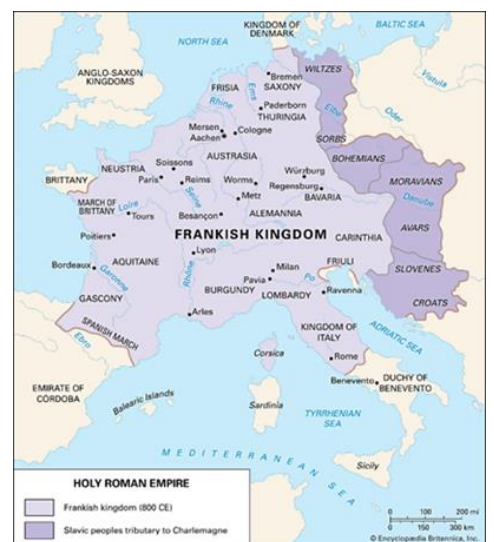 KINGDOM OF
DENMARK
BALTIC SEA
NORTH SEA
ANGLO-SAXON
KINGDOMS
WILTZES
Bremen
SAXONY
FRISIA
Ems
Elbe
Oder
Vistula
Rhine
Paderborn
THURINGIA
Mersen
Aachen
Cologne
SORBS
AUSTRASIA
BOHEMIANS
NEUSTRIA
Soissons
Würzburg
MORAVIANS
BRITTANY
Paris
Reims
Worms
Regensburg
Metz
BAVARIA
Danube
MARCH OF
BRITTANY
Loire
Seine
Tours
Besançon
ALEMANNIA
AVARS
Poitiers
FRANKISH KINGDOM
CARINTHIA
Lyon
Bordeaux
AQUITAINE
Milan
FRIULI
SLOVENES
Garonne
Rhône
Pavia
Po
BURGUNDY
LOMBARDY
Ravenna
CROATS
GASCONY
Arles
SPANISH MARCH
KINGDOM OF
ITALY
ADRIATIC SEA
Ebro
Corsica
Rome
EMIRATE OF
CÓRDOBA
Balearic Islands
Benevento
DUCHY OF
BENEVENTO
Sardinia
TYRRHENIAN
SEA
MEDITERRANEAN SEA
Sicily
HOLY ROMAN EMPIRE
Frankish kingdom (800 CE)
Slavic peoples tributary to Charlemagne
0 100 200 mi
0 150 300 km
© Encyclopædia Britannica, Inc.